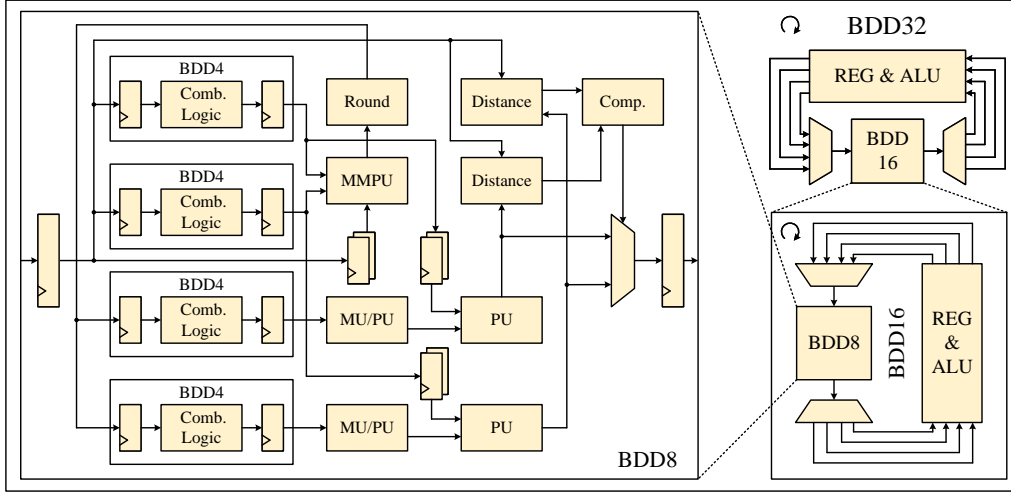 BDD4
Comb.
Logic
BDD4
Comb.
Logic
BDD4
Comb.
Logic
BDD4
Comb.
Logic
Round
MMPU
MU/PU
MU/PU
Distance
Distance
Comp.
PU
PU
BDD8
BDD32
REG & ALU
BDD
16
BDD8
BDD16
REG
&
ALU